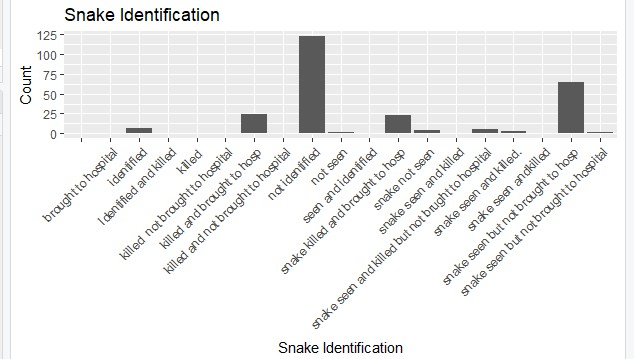 Snake Identification
Count
125
100
75
50
25
0
brought to hospital
identified
Identified and killed
killed
killed  not brought to hospital
killed and brought to hosp
killed and not brought to hospital
not identified
not seen
seen and identified
snake killed and brought to hosp
snake not seen
snake seen and killed
snake seen and killed but not brught to hospital
snake seen and killed.
snake seen andkilled
snake seen but not brought to hosp
snake seen but not brought to hospital
Snake Identification